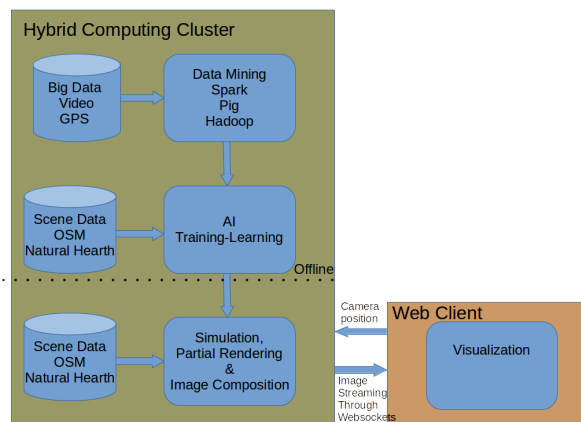 Hybrid Computing Cluster
Big Data
Video
GPS
Data Mining
Spark
Pig
Hadoop
Scene Data
OSM
Natural Hearth
AI
Training-Learning
Offline
Scene Data
OSM
Natural Hearth
Simulation,
Partial Rendering
&
Image Composition
Camera
position
Image
Streaming
Through
Websockets
Web Client
Visualization